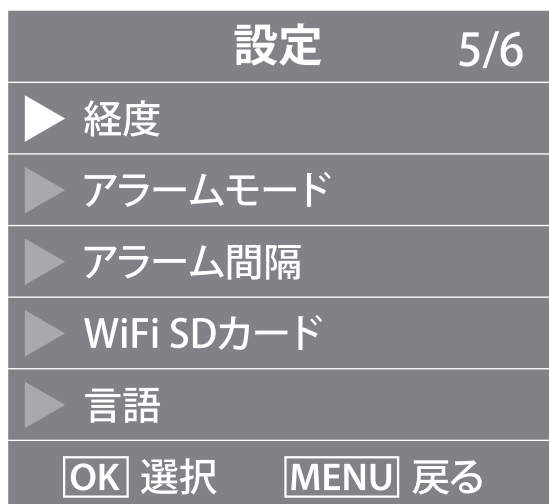 設定 5/6
経度
アラームモード
アラーム間隔
WiFi SDカード
言語
OK 選択 MENU 戻る